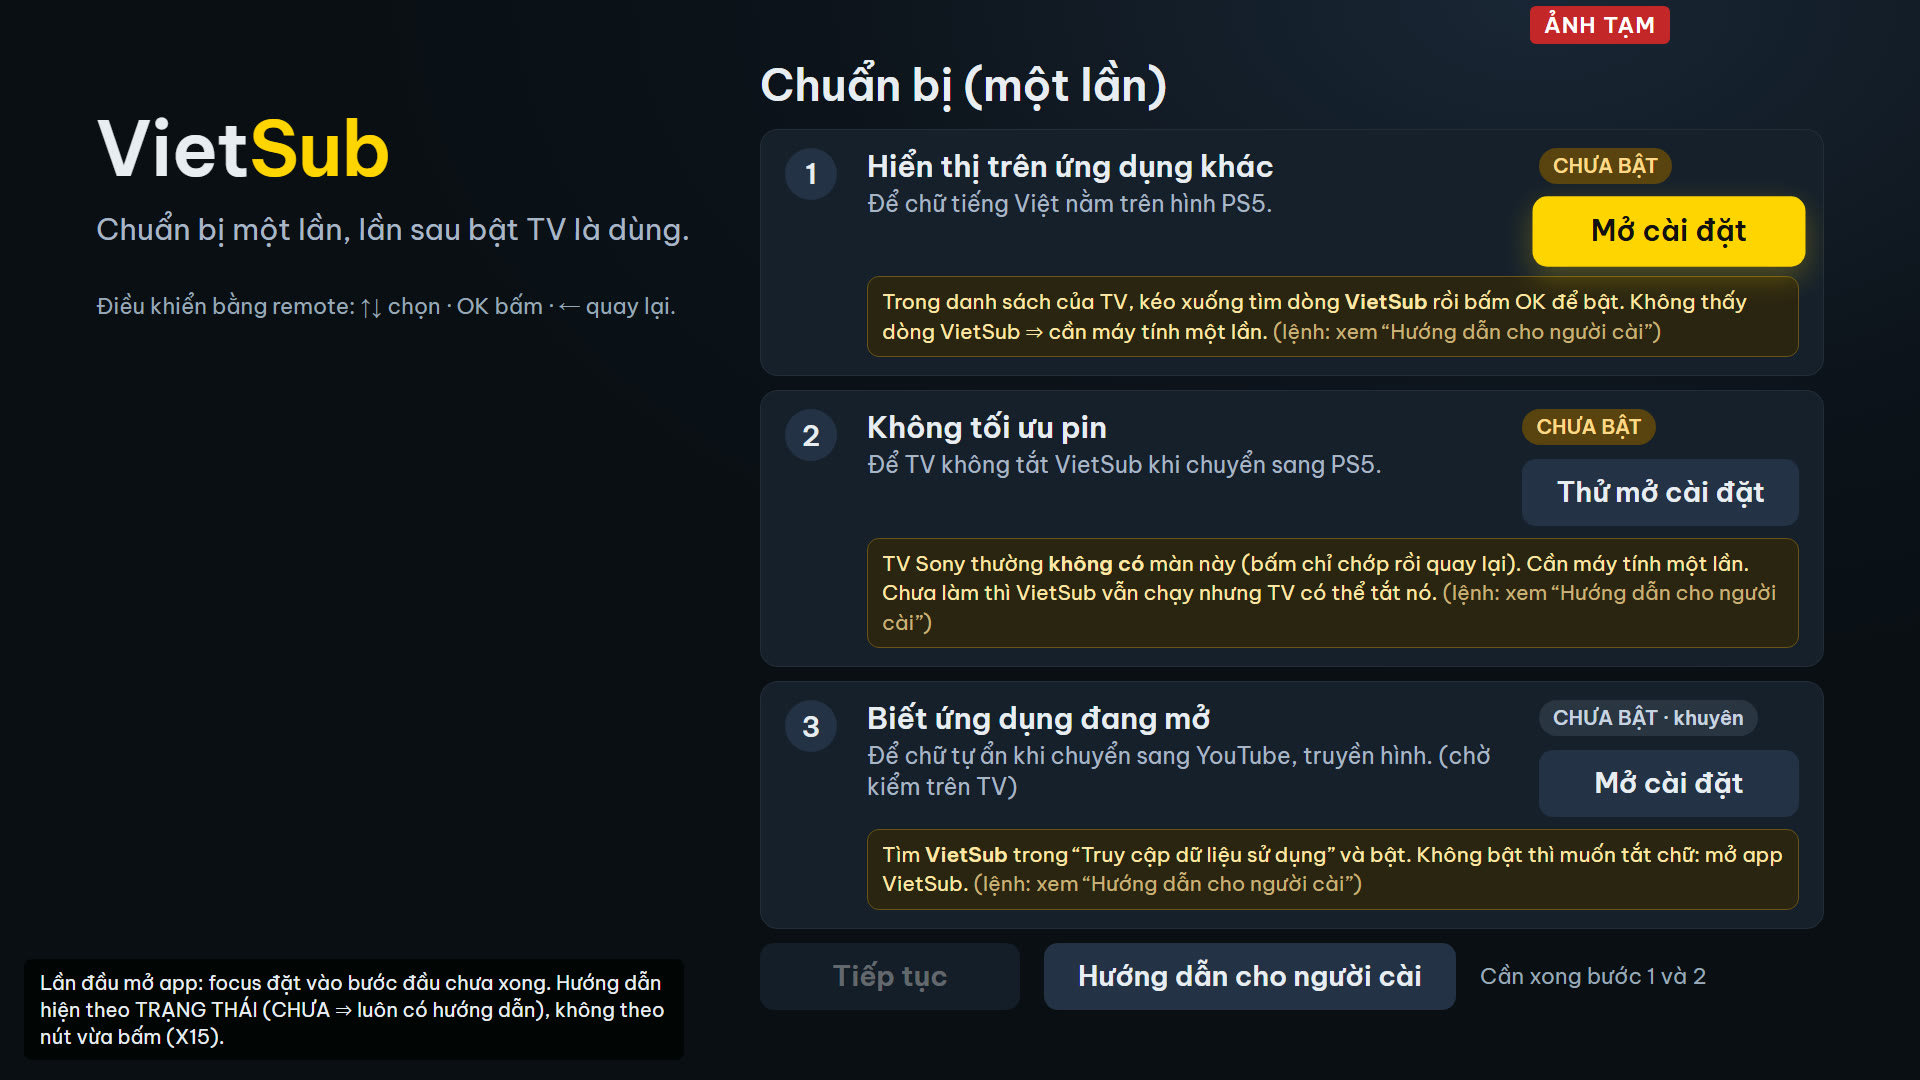 ẢNH TẠM
VietSub
Chuẩn bị một lần, lần sau bật TV là dùng.
Điều khiển bằng remote: ↑↓ chọn · OK bấm · ← quay lại.
Chuẩn bị (một lần)
1
Hiển thị trên ứng dụng khác
Để chữ tiếng Việt nằm trên hình PS5.
CHƯA BẬT
Mở cài đặt
Trong danh sách của TV, kéo xuống tìm dòng VietSub rồi bấm OK để bật. Không thấy
dòng VietSub ⇒ cần máy tính một lần. (lệnh: xem “Hướng dẫn cho người cài”)
2
Không tối ưu pin
Để TV không tắt VietSub khi chuyển sang PS5.
CHƯA BẬT
Thử mở cài đặt
TV Sony thường không có màn này (bấm chỉ chớp rồi quay lại). Cần máy tính một lần.
Chưa làm thì VietSub vẫn chạy nhưng TV có thể tắt nó. (lệnh: xem “Hướng dẫn cho người
cài”)
3
Biết ứng dụng đang mở
Để chữ tự ẩn khi chuyển sang YouTube, truyền hình. (chờ
kiểm trên TV)
CHƯA BẬT · khuyên
Mở cài đặt
Tìm VietSub trong “Truy cập dữ liệu sử dụng” và bật. Không bật thì muốn tắt chữ: mở app
VietSub. (lệnh: xem “Hướng dẫn cho người cài”)
Tiếp tục
Hướng dẫn cho người cài
Cần xong bước 1 và 2
Lần đầu mở app: focus đặt vào bước đầu chưa xong. Hướng dẫn
hiện theo TRẠNG THÁI (CHƯA ⇒ luôn có hướng dẫn), không theo
nút vừa bấm (X15).